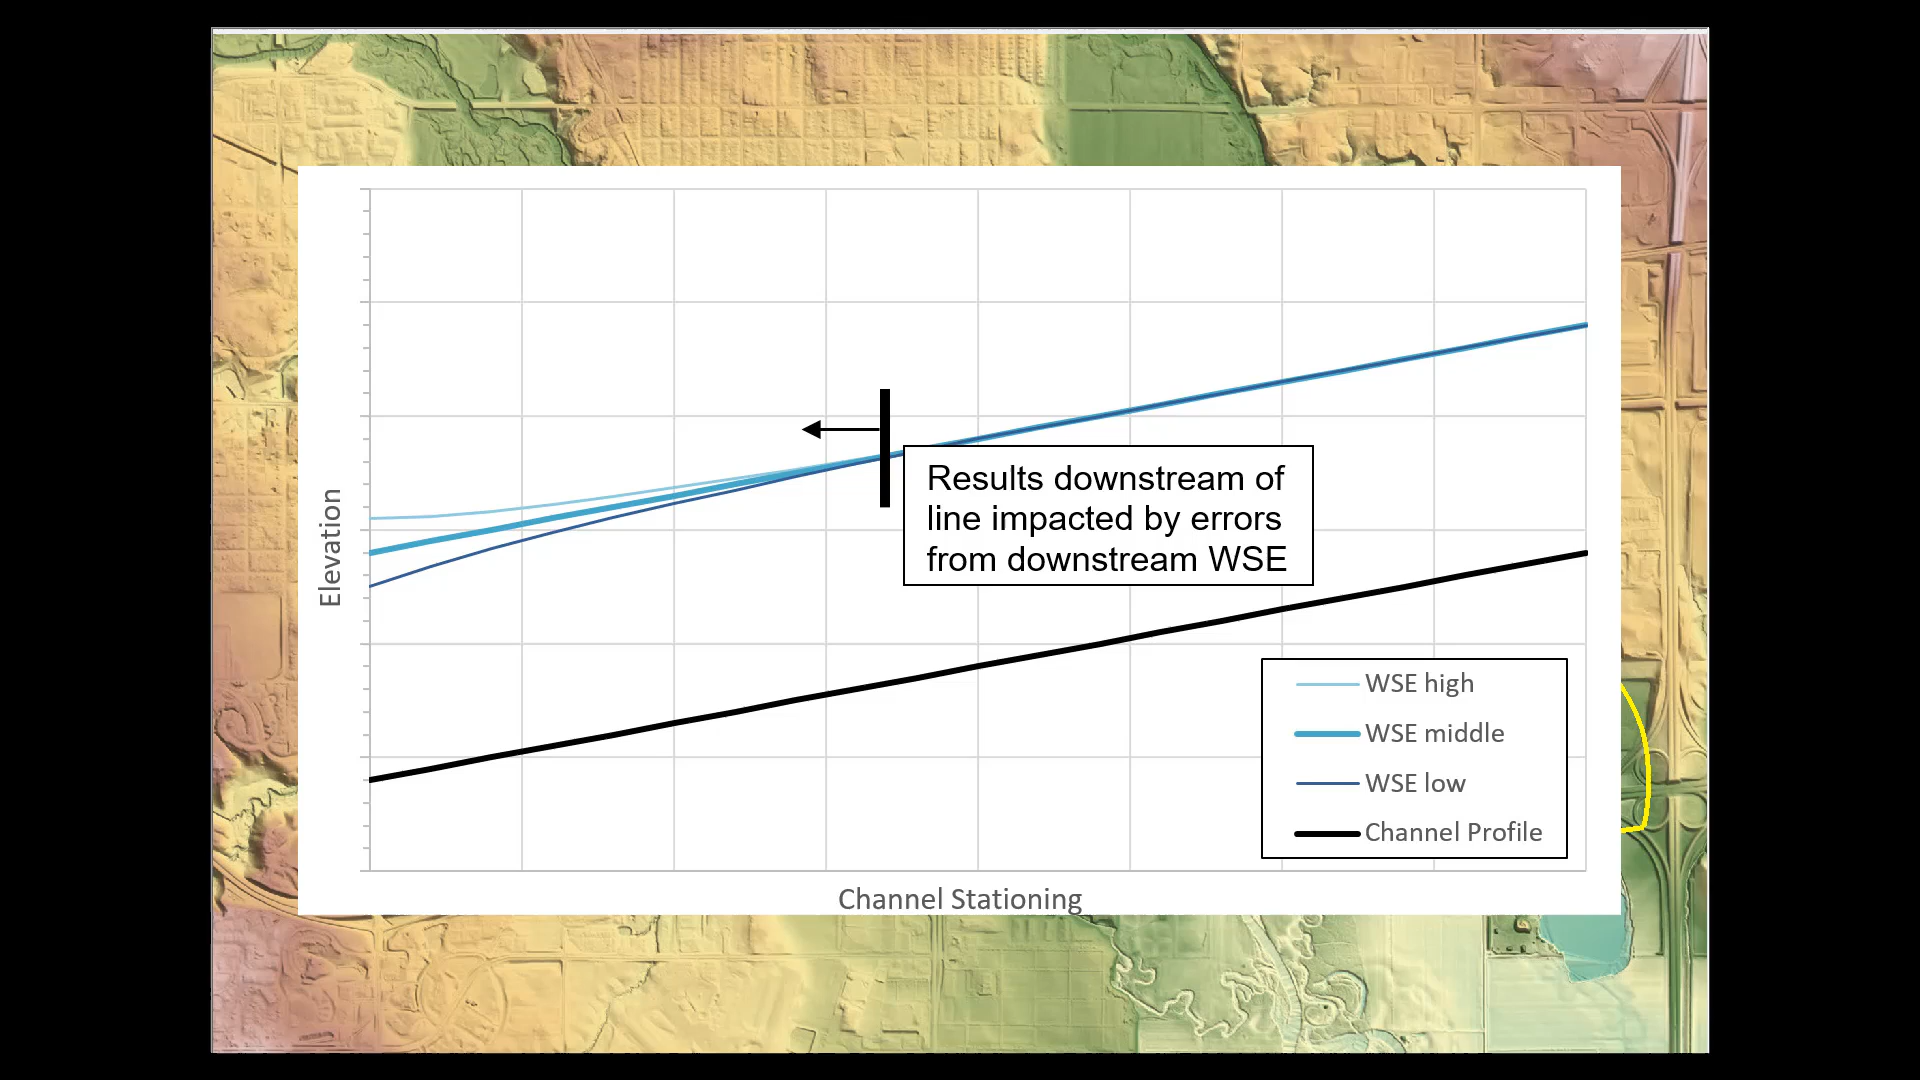 Elevation
Results downstream of
line impacted by errors
from downstream WSE
WSE high
WSE middle
WSE low
Channel Profile
Channel Stationing